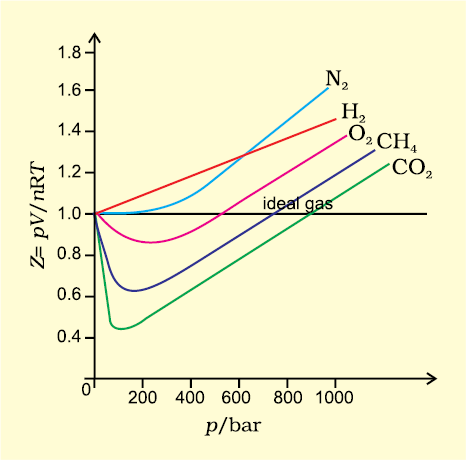 1.8
N₂
1.6
H₂
1.4
O₂
CH₄
CO₂
1.2
ideal gas
1.0
Z= pV/nRT
0.8
0.6
0.4
0
200 400 600 800 1000
p/bar